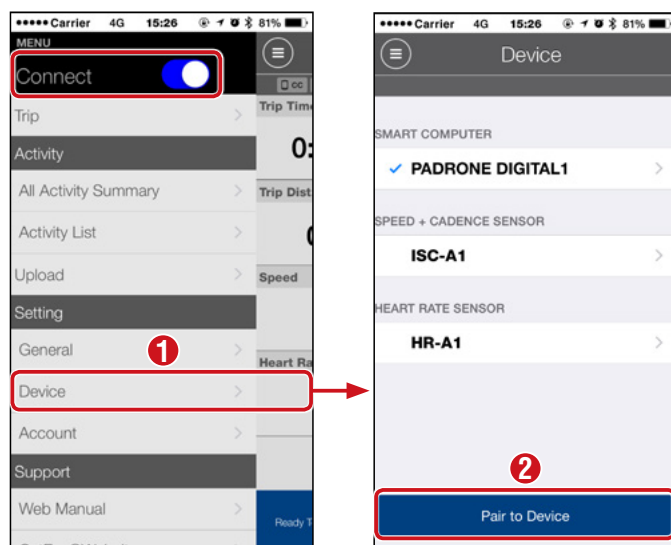 Carrier 4G 15:26 81%
MENU
Connect
Trip
Activity
All Activity Summary
Activity List
Upload
Setting
General
1
Device
Account
Support
Web Manual
cc
Trip
0:
Trip Dist
Speed
Heart Ra
Ready
Carrier 4G 15:26 81%
Device
SMART COMPUTER
✓ PADRONE DIGITAL1
SPEED + CADENCE SENSOR
ISC-A1
HEART RATE SENSOR
HR-A1
2
Pair to Device